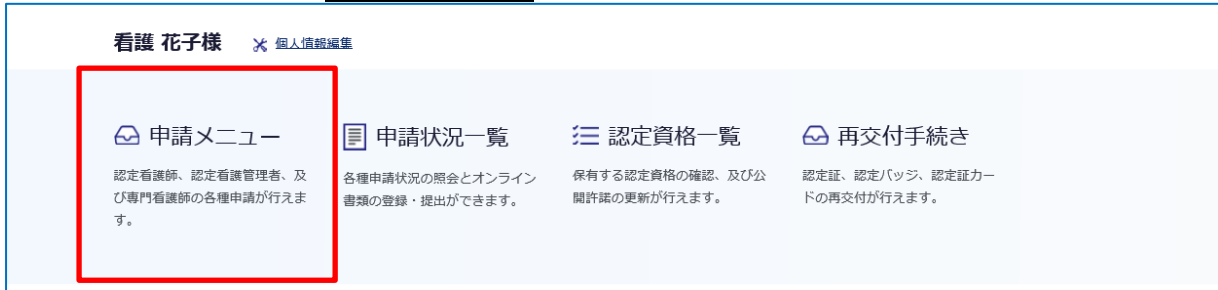 看護 花子様 個人情報編集
申請メニュー
認定看護師、認定看護管理者、及
び専門看護師の各種申請が行えま
す。
申請状況一覧
各種申請状況の照会とオンライン
書類の登録・提出ができます。
認定資格一覧
保有する認定資格の確認、及び公
開許諾の更新が行えます。
再交付手続き
認定証、認定バッジ、認定証カー
ドの再交付が行えます。